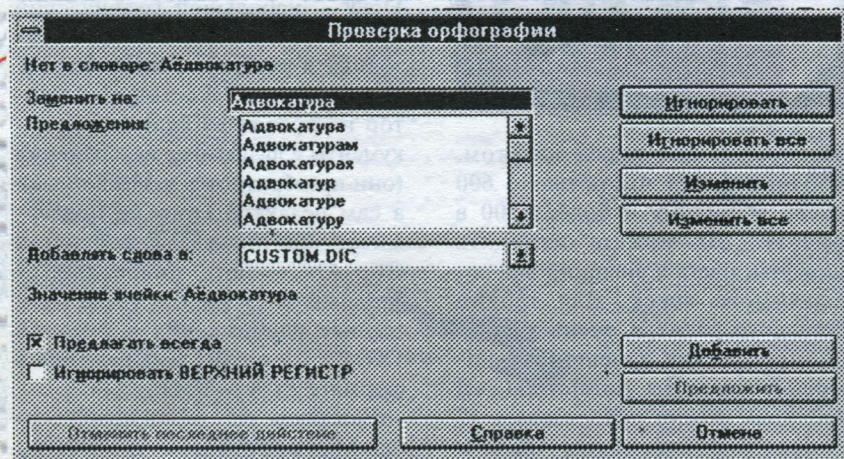 Проверка орфографии
Нет в словаре: Аёдвокатура
Заменить на: Адвокатура
Предложения:
Адвокатура
Адвокатурам
Адвокатурах
Адвокатур
Адвокатуре
Адвокатуру
Игнорировать
Игнорировать все
Изменить
Изменить все
Добавлять слова в: CUSTOM.DIC
Значение ячейки: Аёдвокатура
Предлагать всегда
Игнорировать ВЕРХНИЙ РЕГИСТР
Добавить
Предложить
Отменить последнее действие
Справка
Отмена